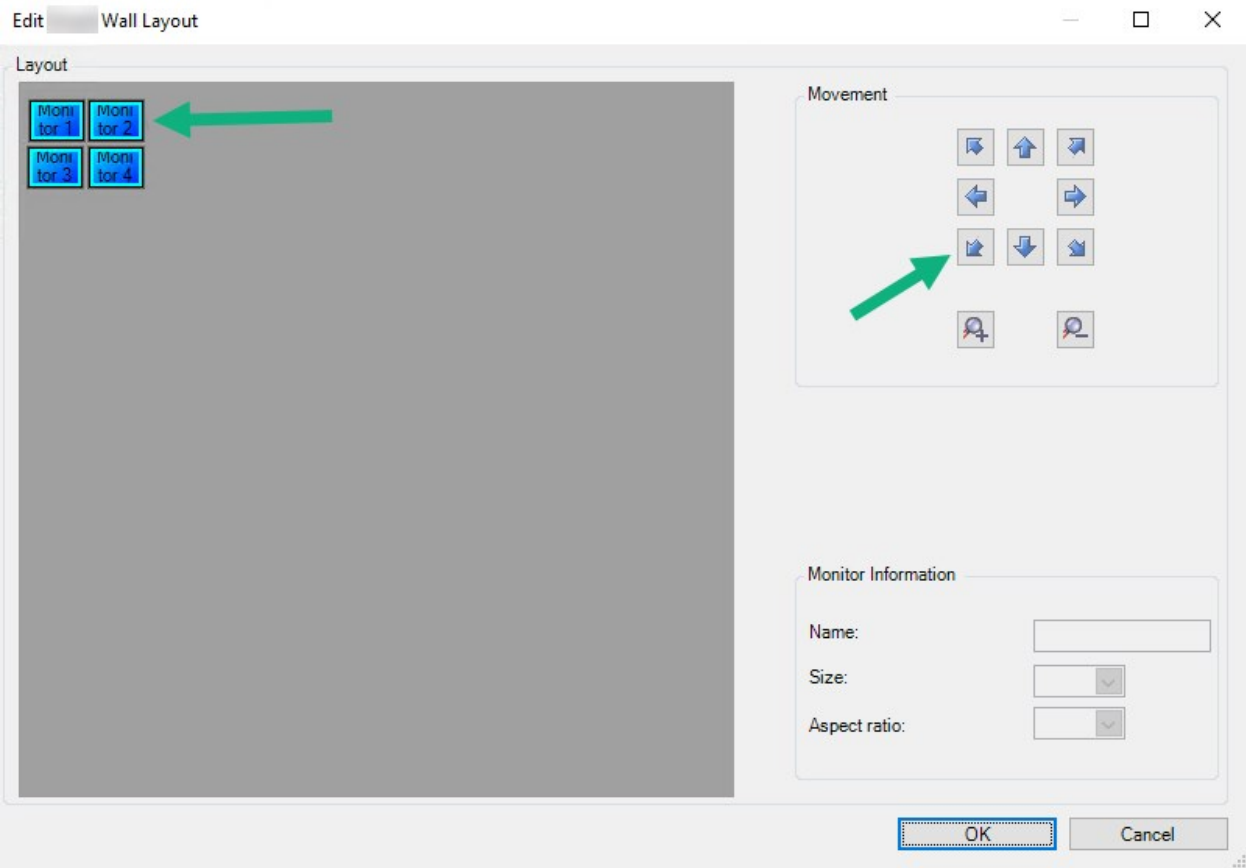 Edit Wall Layout
Layout
Moni
tor 1
Moni
tor 2
Moni
tor 3
Moni
tor 4
Movement
Monitor Information
Name:
Size:
Aspect ratio:
OK
Cancel